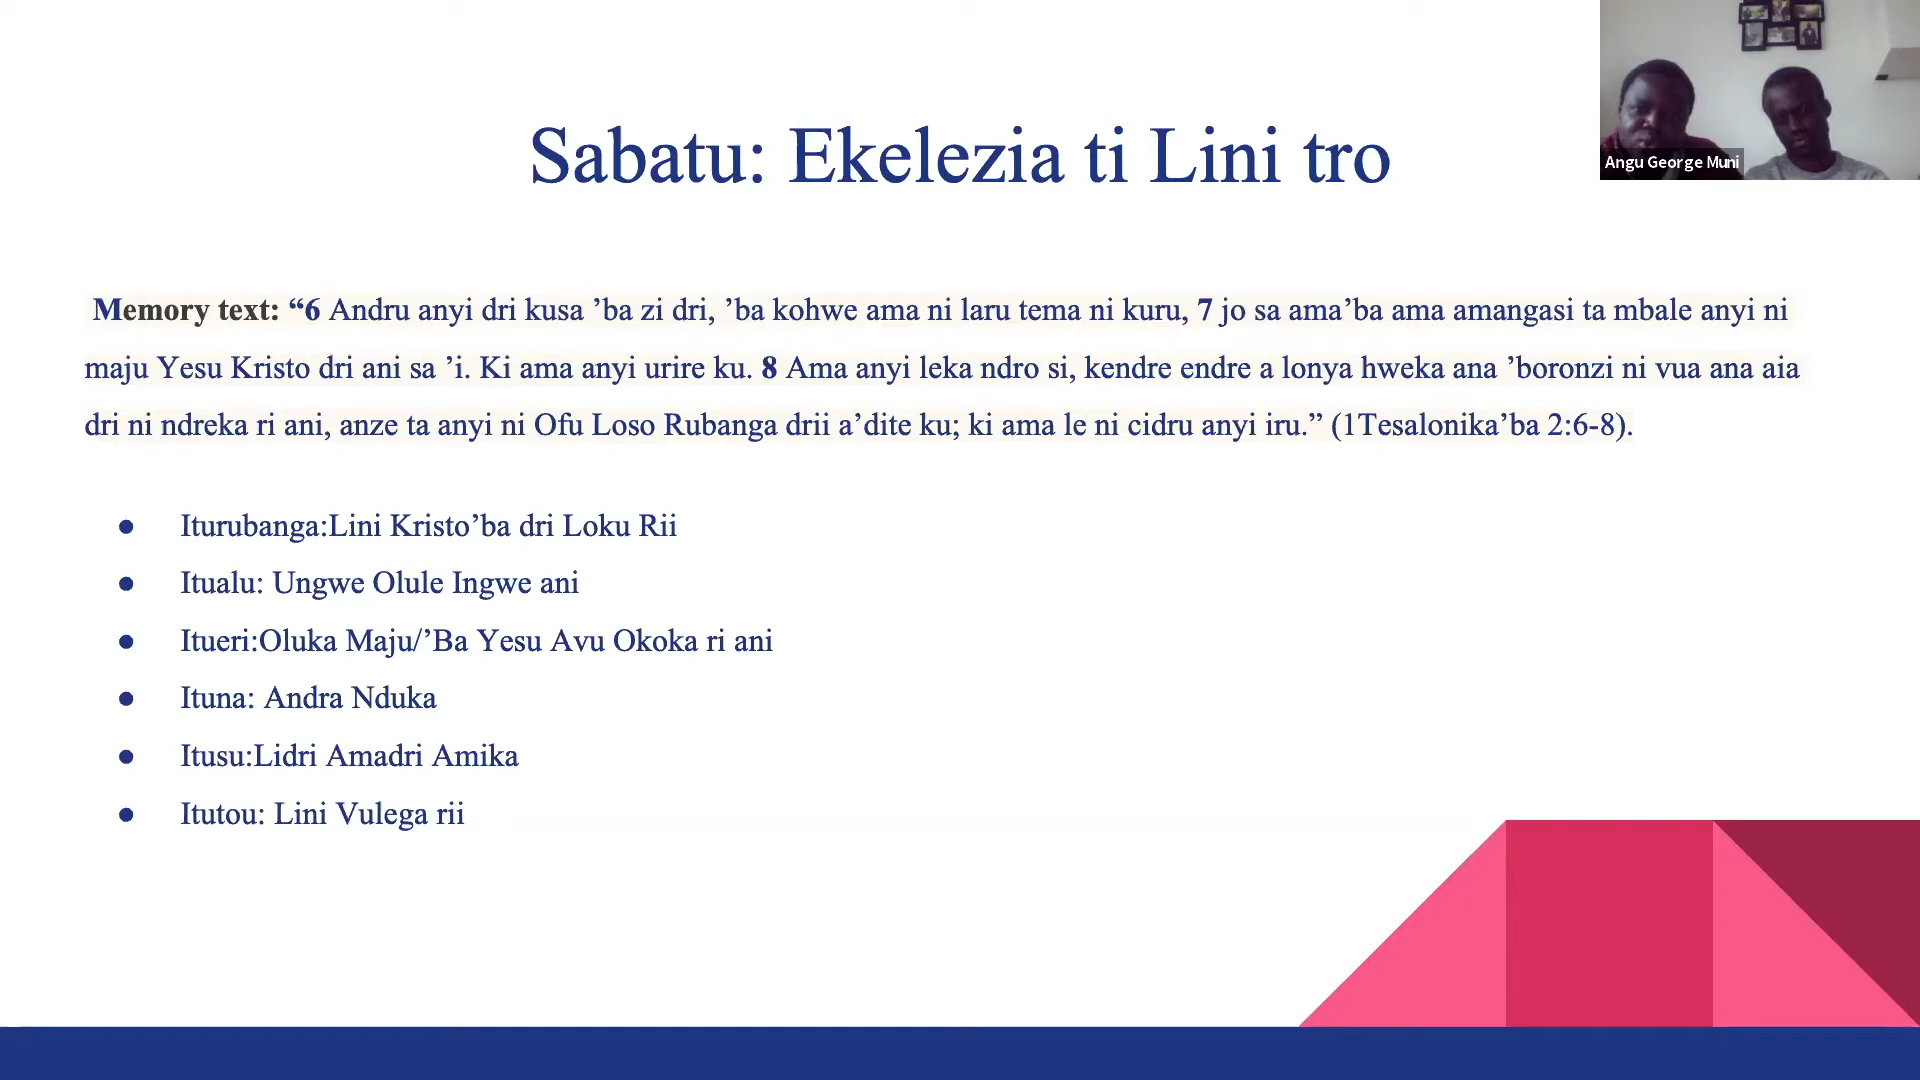 Sabatu: Ekelezia ti Lini tro
Angu George Muni
Memory text: “6 Andru anyi dri kusa ’ba zi dri, ’ba kohwe ama ni laru tema ni kuru, 7 jo sa ama’ba ama amangasi ta mbale anyi ni
maju Yesu Kristo dri ani sa ’i. Ki ama anyi urire ku. 8 Ama anyi leka ndro si, kendre endre a lonya hweka ana ’boronzi ni vua ana aia
dri ni ndreka ri ani, anze ta anyi ni Ofu Loso Rubanga drii a’dite ku; ki ama le ni cidru anyi iru.” (1Tesalonika’ba 2:6-8).
● Iturubanga:Lini Kristo’ba dri Loku Rii
● Itualu: Ungwe Olule Ingwe ani
● Itueri:Oluka Maju/’Ba Yesu Avu Okoka ri ani
● Ituna: Andra Nduka
● Itusu:Lidri Amadri Amika
● Itutou: Lini Vulega rii